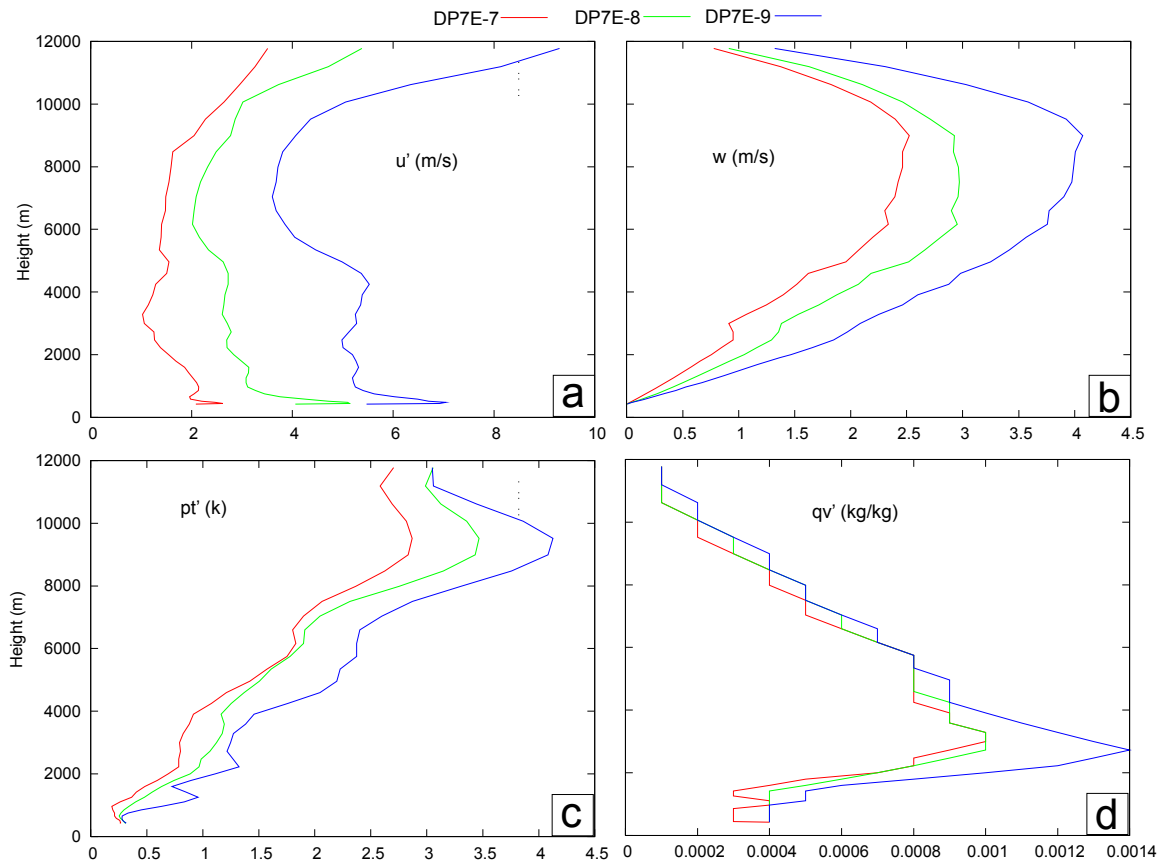 DP7E-7 DP7E-8 DP7E-9
12000
10000
8000
6000
4000
2000
0
Height (m)
u' (m/s)
a
0 2 4 6 8 10
w (m/s)
b
0 0.5 1 1.5 2 2.5 3 3.5 4 4.5
12000
10000
8000
6000
4000
2000
0
Height (m)
pt' (k)
c
0 0.5 1 1.5 2 2.5 3 3.5 4 4.5
qv' (kg/kg)
d
0.0002 0.0004 0.0006 0.0008 0.001 0.0012 0.0014